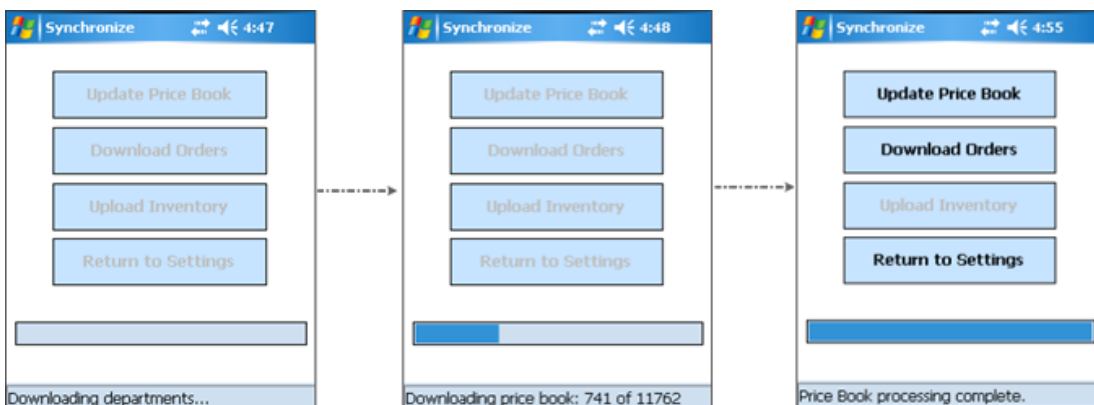 Synchronize 4:47
Update Price Book
Download Orders
Upload Inventory
Return to Settings
Downloading departments...
Synchronize 4:48
Update Price Book
Download Orders
Upload Inventory
Return to Settings
Downloading price book: 741 of 11762
Synchronize 4:55
Update Price Book
Download Orders
Upload Inventory
Return to Settings
Price Book processing complete.